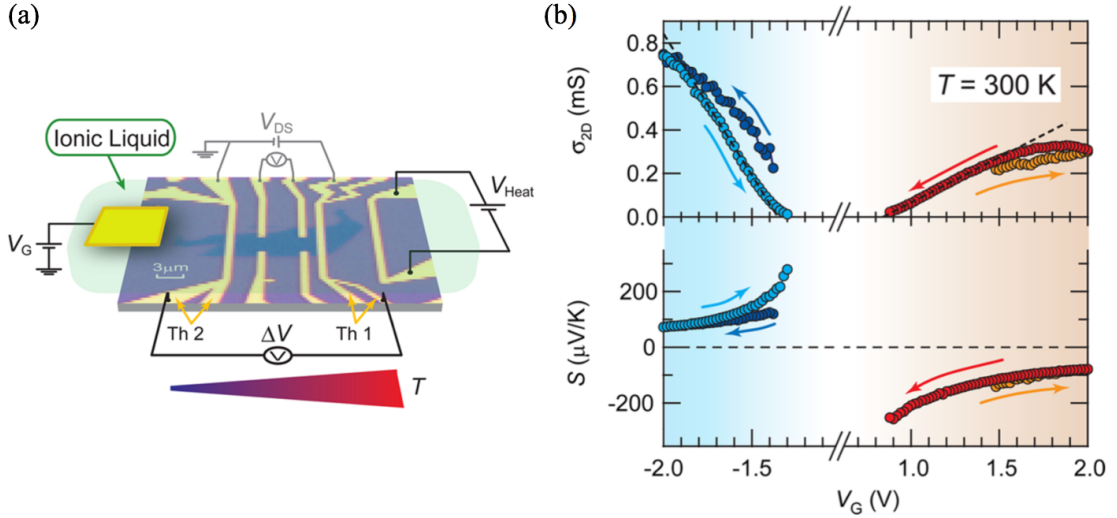 (a)
Ionic Liquid
V_DS
V
V_Heat
V_G
3μm
Th 2
Th 1
ΔV
V
T
(b)
0.8
0.6
0.4
0.2
0.0
σ_2D (mS)
T = 300 K
200
0
-200
S (μV/K)
-2.0
-1.5
1.0
1.5
2.0
V_G (V)